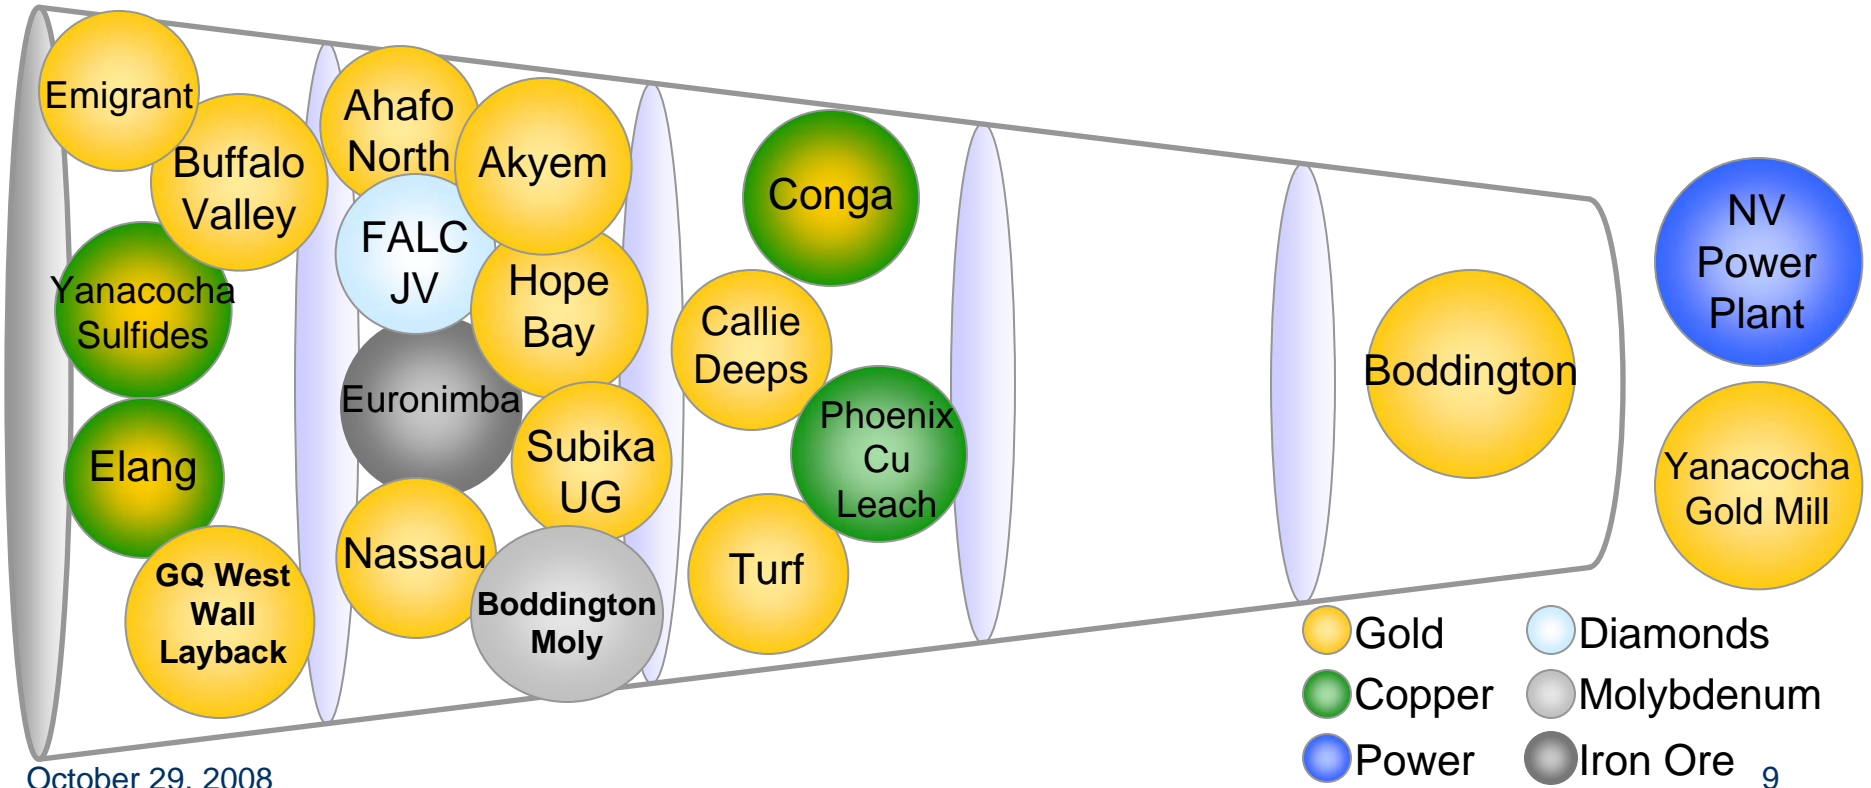 Emigrant
Buffalo
Valley
Yanacocha
Sulfides
Elang
GQ West
Wall
Layback
Ahafo
North
Akyem
FALC
JV
Hope
Bay
Euronimba
Subika
UG
Nassau
Boddington
Moly
Conga
Callie
Deeps
Phoenix
Cu
Leach
Turf
Boddington
NV
Power
Plant
Yanacocha
Gold Mill
Gold
Diamonds
Copper
Molybdenum
Power
Iron Ore
October 29, 2008
9